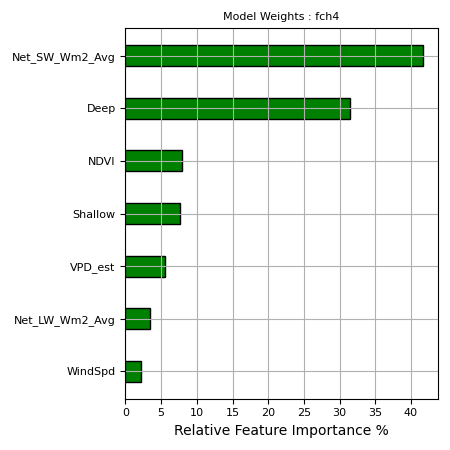 Model Weights : fch4
Net_SW_Wm2_Avg
Deep
NDVI
Shallow
VPD_est
Net_LW_Wm2_Avg
WindSpd
0 5 10 15 20 25 30 35 40
Relative Feature Importance %